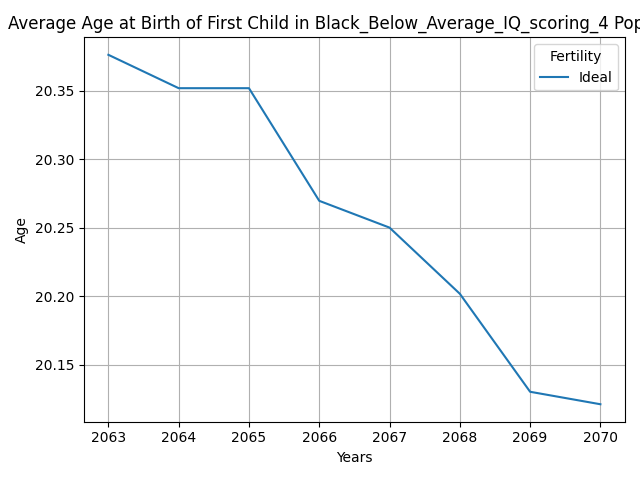 Average Age at Birth of First Child in Black_Below_Average_IQ_scoring_4 Pop
Fertility
Ideal
Age
20.35
20.30
20.25
20.20
20.15
2063 2064 2065 2066 2067 2068 2069 2070
Years